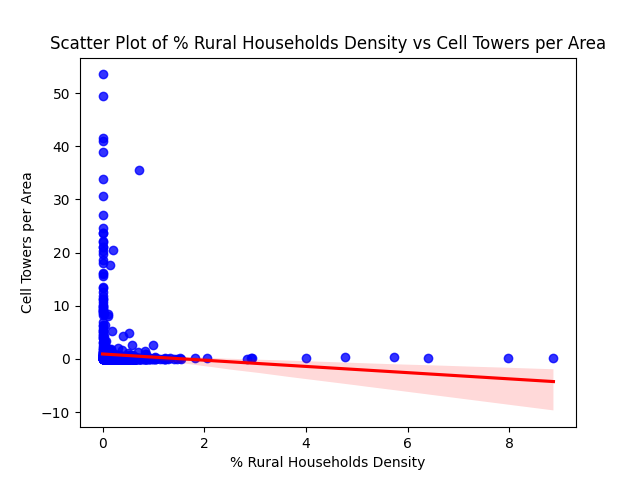 Scatter Plot of % Rural Households Density vs Cell Towers per Area
Cell Towers per Area
50
40
30
20
10
0
−10
0 2 4 6 8
% Rural Households Density